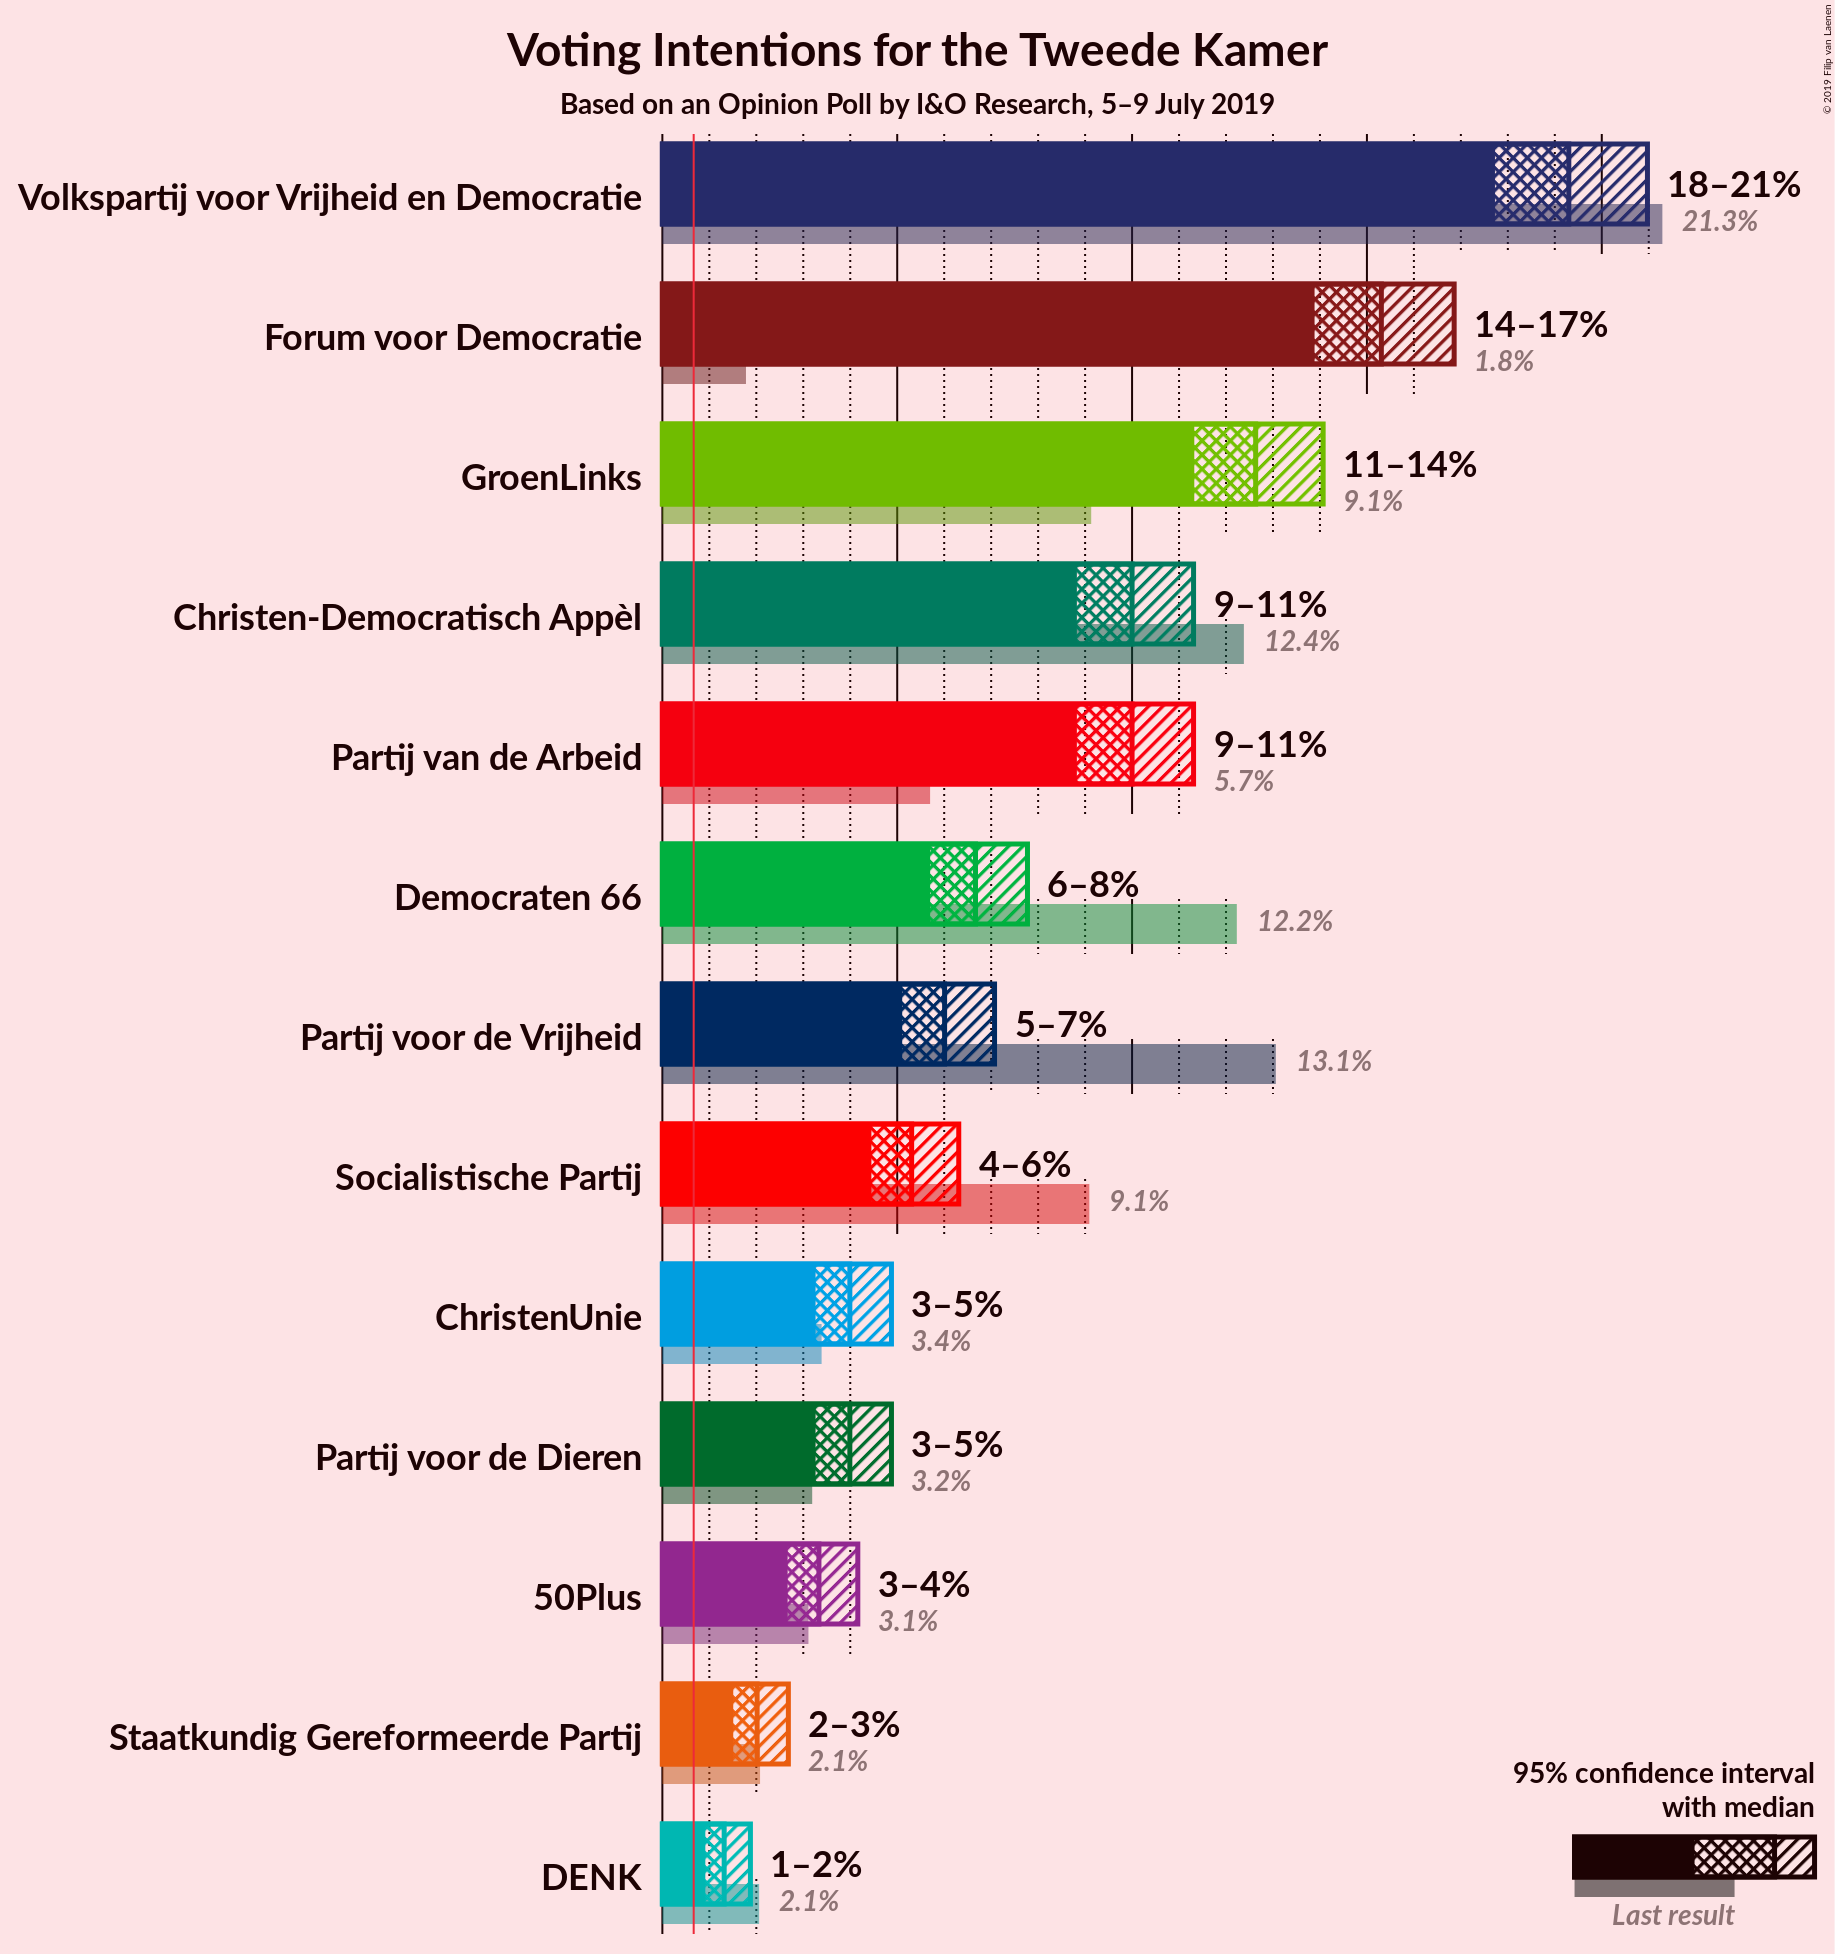 Voting Intentions for the Tweede Kamer
Based on an Opinion Poll by I&O Research, 5–9 July 2019
© 2019 Filip van Laenen
Volkspartij voor Vrijheid en Democratie
18–21%
21.3%
Forum voor Democratie
14–17%
1.8%
GroenLinks
11–14%
9.1%
Christen-Democratisch Appèl
9–11%
12.4%
Partij van de Arbeid
9–11%
5.7%
Democraten 66
6–8%
12.2%
Partij voor de Vrijheid
5–7%
13.1%
Socialistische Partij
4–6%
9.1%
ChristenUnie
3–5%
3.4%
Partij voor de Dieren
3–5%
3.2%
50Plus
3–4%
3.1%
Staatkundig Gereformeerde Partij
2–3%
2.1%
DENK
1–2%
2.1%
95% confidence interval
with median
Last result